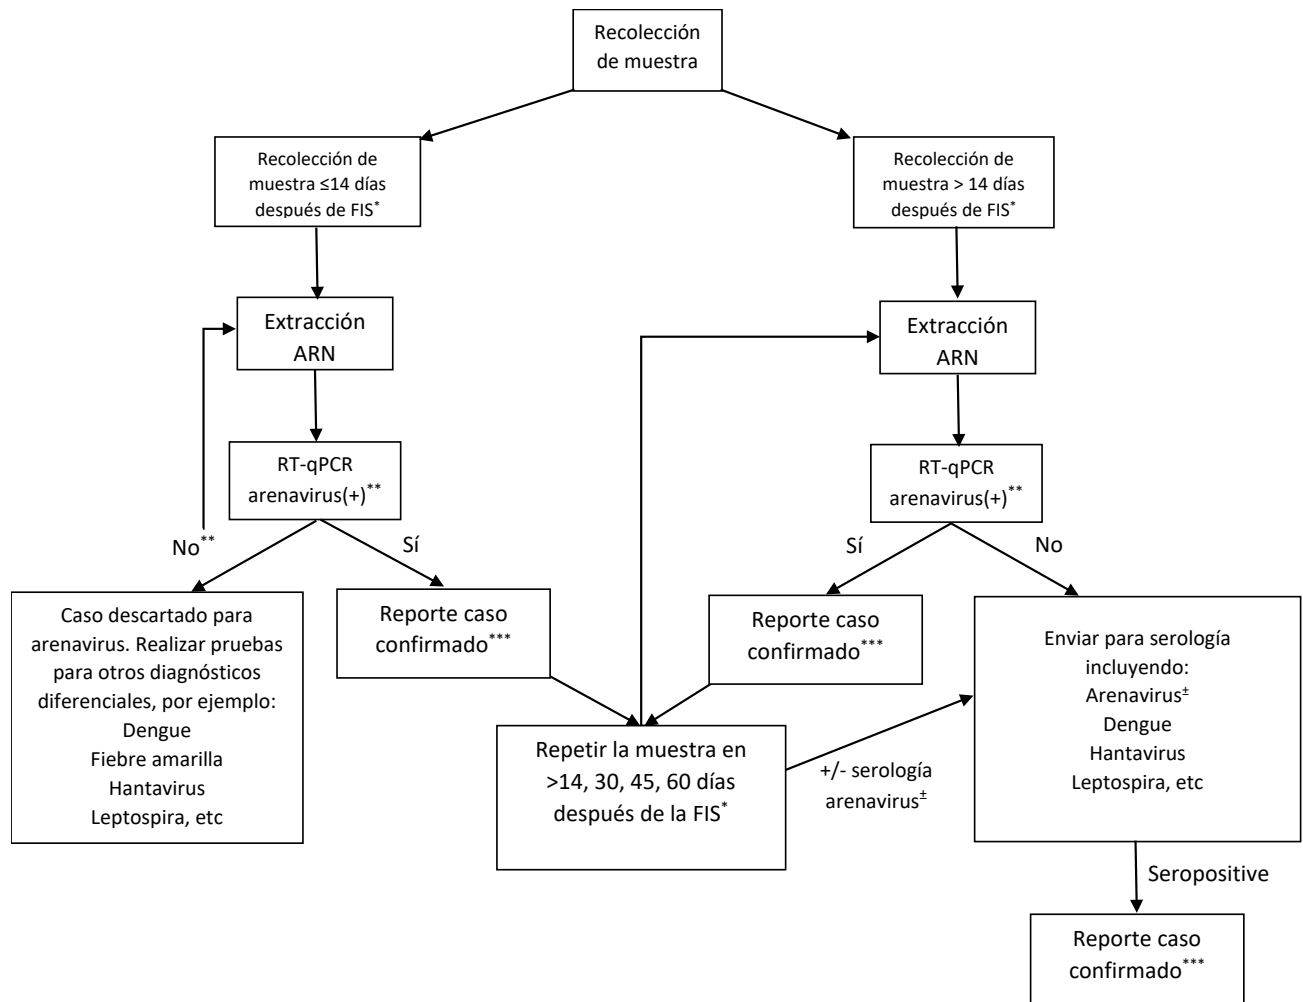 Recolección
de muestra
Recolección de
muestra ≤14 días
después de FIS*
Recolección de
muestra > 14 días
después de FIS*
Extracción
ARN
Extracción
ARN
RT-qPCR
arenavirus(+)**
RT-qPCR
arenavirus(+)**
No**
Sí
Sí
No
Caso descartado para
arenavirus. Realizar pruebas
para otros diagnósticos
diferenciales, por ejemplo:
Dengue
Fiebre amarilla
Hantavirus
Leptospira, etc
Reporte caso
confirmado***
Reporte caso
confirmado***
Enviar para serología
incluyendo:
Arenavirus±
Dengue
Hantavirus
Leptospira, etc
Repetir la muestra en
>14, 30, 45, 60 días
después de la FIS*
+/- serología
arenavirus±
Seropositive
Reporte caso
confirmado***